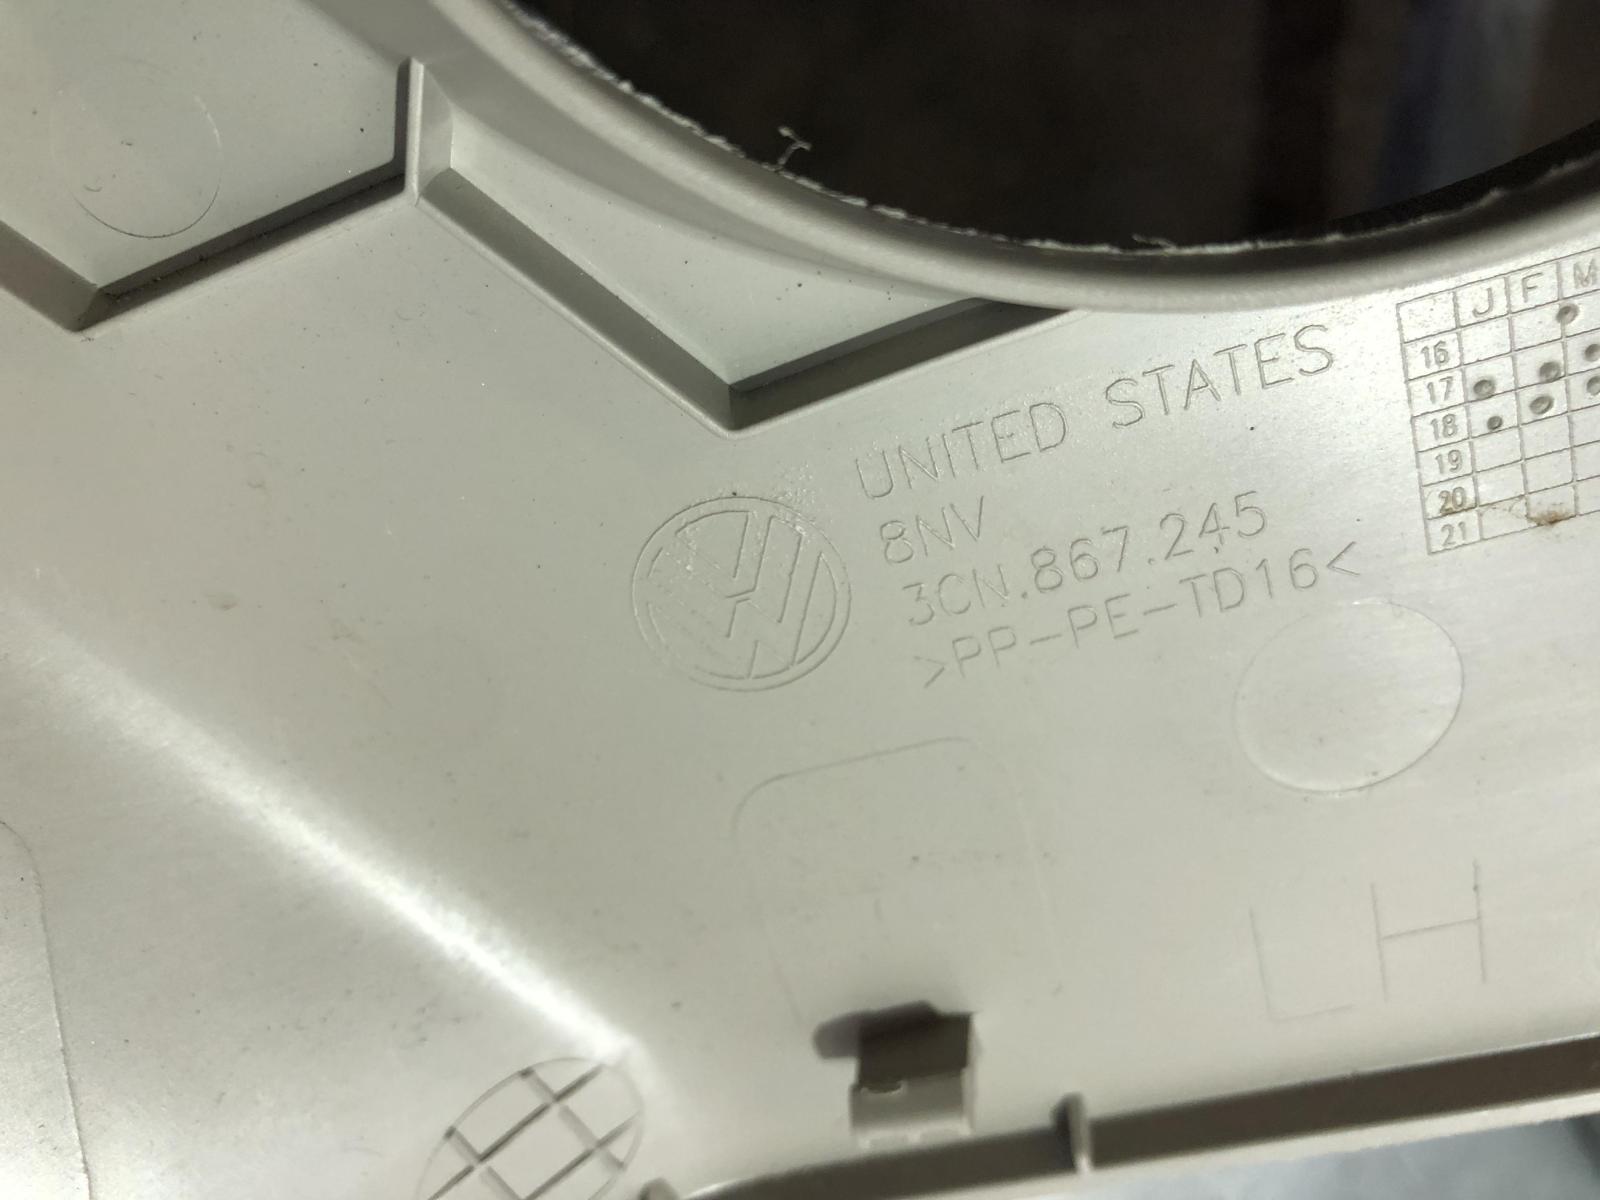 UNITED STATES
8NV
3CN.867.245
>PP-PE-TD16<
J F M
16
17
18
19
20
21
LH